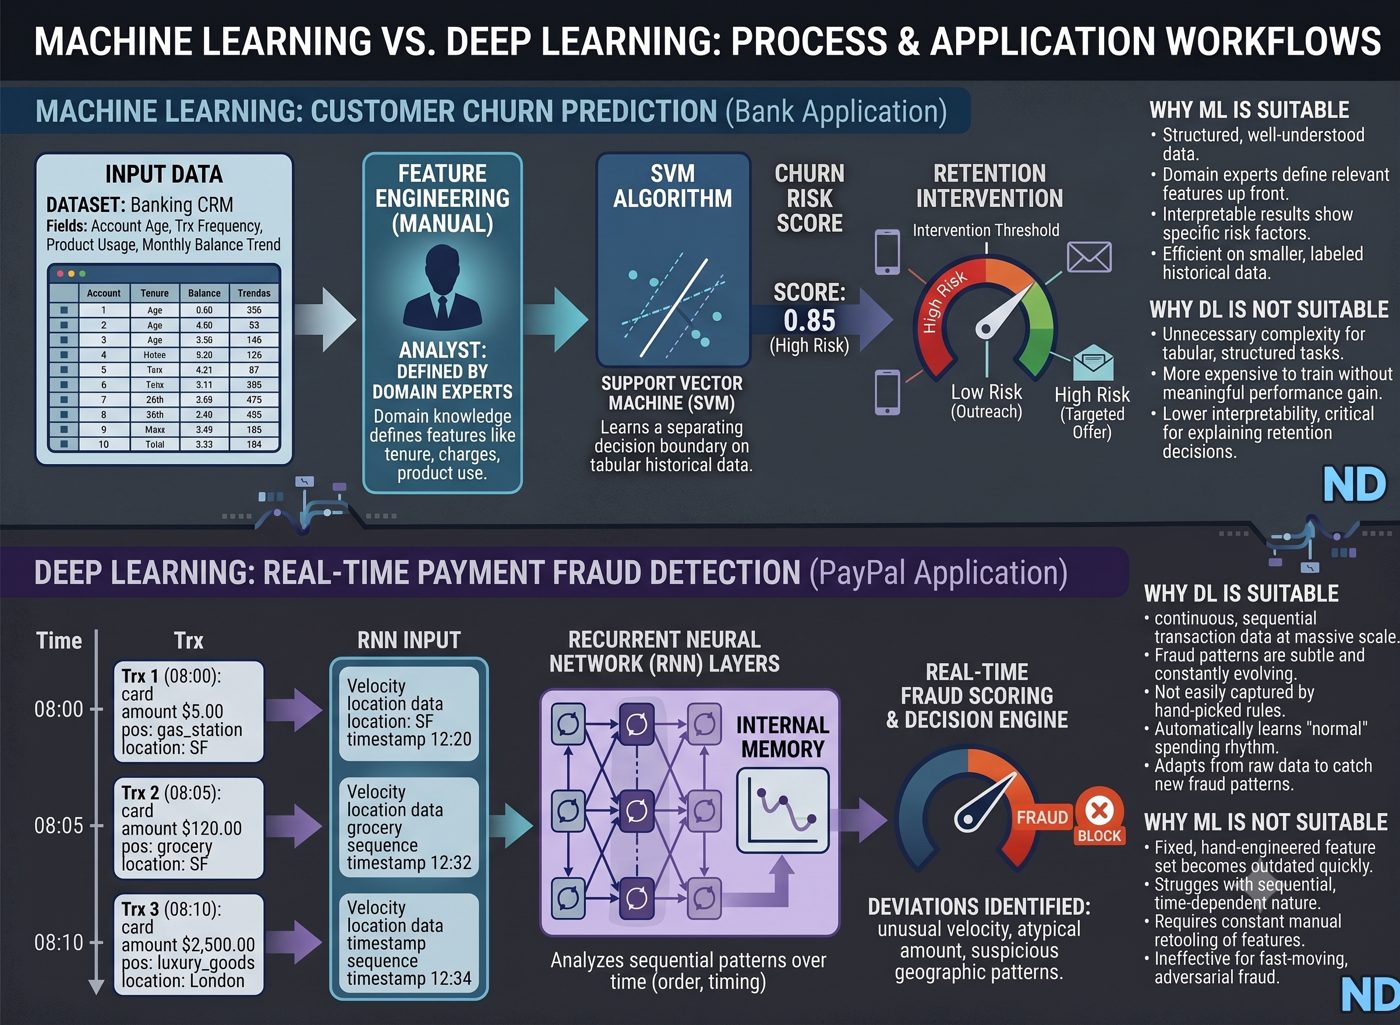 MACHINE LEARNING VS. DEEP LEARNING: PROCESS & APPLICATION WORKFLOWS
MACHINE LEARNING: CUSTOMER CHURN PREDICTION (Bank Application)
INPUT DATA
DATASET: Banking CRM
Fields: Account Age, Trx Frequency,
Product Usage, Monthly Balance Trend
Account Tenure Balance Trendas
1 Age 0.60 356
2 Age 4.60 53
3 Age 3.50 146
4 Hotee 9.20 126
5 Tarx 4.21 87
6 Tenx 3.11 395
7 26th 3.69 475
8 36th 2.40 455
9 Maxx 3.49 185
10 Total 3.33 184
FEATURE
ENGINEERING
(MANUAL)
ANALYST:
DEFINED BY
DOMAIN EXPERTS
Domain knowledge
defines features like
tenure, charges,
product use.
SVM
ALGORITHM
SUPPORT VECTOR
MACHINE (SVM)
Learns a separating
decision boundary on
tabular historical data.
CHURN
RISK
SCORE
SCORE:
0.85
(High Risk)
RETENTION
INTERVENTION
Intervention Threshold
High Risk
Low Risk
(Outreach)
High Risk
(Targeted
Offer)
WHY ML IS SUITABLE
• Structured, well-understood
data.
• Domain experts define relevant
features up front.
• Interpretable results show
specific risk factors.
• Efficient on smaller, labeled
historical data.
WHY DL IS NOT SUITABLE
• Unnecessary complexity for
tabular, structured tasks.
• More expensive to train without
meaningful performance gain.
• Lower interpretability, critical
for explaining retention
decisions.
ND
DEEP LEARNING: REAL-TIME PAYMENT FRAUD DETECTION (PayPal Application)
Time
08:00
08:05
08:10
Trx
Trx 1 (08:00):
card
amount $5.00
pos: gas_station
location: SF
Trx 2 (08:05):
card
amount $120.00
pos: grocery
location: SF
Trx 3 (08:10):
card
amount $2,500.00
pos: luxury_goods
location: London
RNN INPUT
Velocity
location data
location: SF
timestamp 12:20
Velocity
location data
grocery
sequence
timestamp 12:32
Velocity
location data
timestamp
sequence
timestamp 12:34
RECURRENT NEURAL
NETWORK (RNN) LAYERS
INTERNAL
MEMORY
Analyzes sequential patterns over
time (order, timing)
REAL-TIME
FRAUD SCORING
& DECISION ENGINE
FRAUD
BLOCK
DEVIATIONS IDENTIFIED:
unusual velocity, atypical
amount, suspicious
geographic patterns.
WHY DL IS SUITABLE
• continuous, sequential
transaction data at massive scale.
• Fraud patterns are subtle and
constantly evolving.
• Not easily captured by
hand-picked rules.
• Automatically learns "normal"
spending rhythm.
• Adapts from raw data to catch
new fraud patterns.
WHY ML IS NOT SUITABLE
• Fixed, hand-engineered feature
set becomes outdated quickly.
• Strugges with sequential,
time-dependent nature.
• Requires constant manual
retooling of features.
• Ineffective for fast-moving,
adversarial fraud.
ND